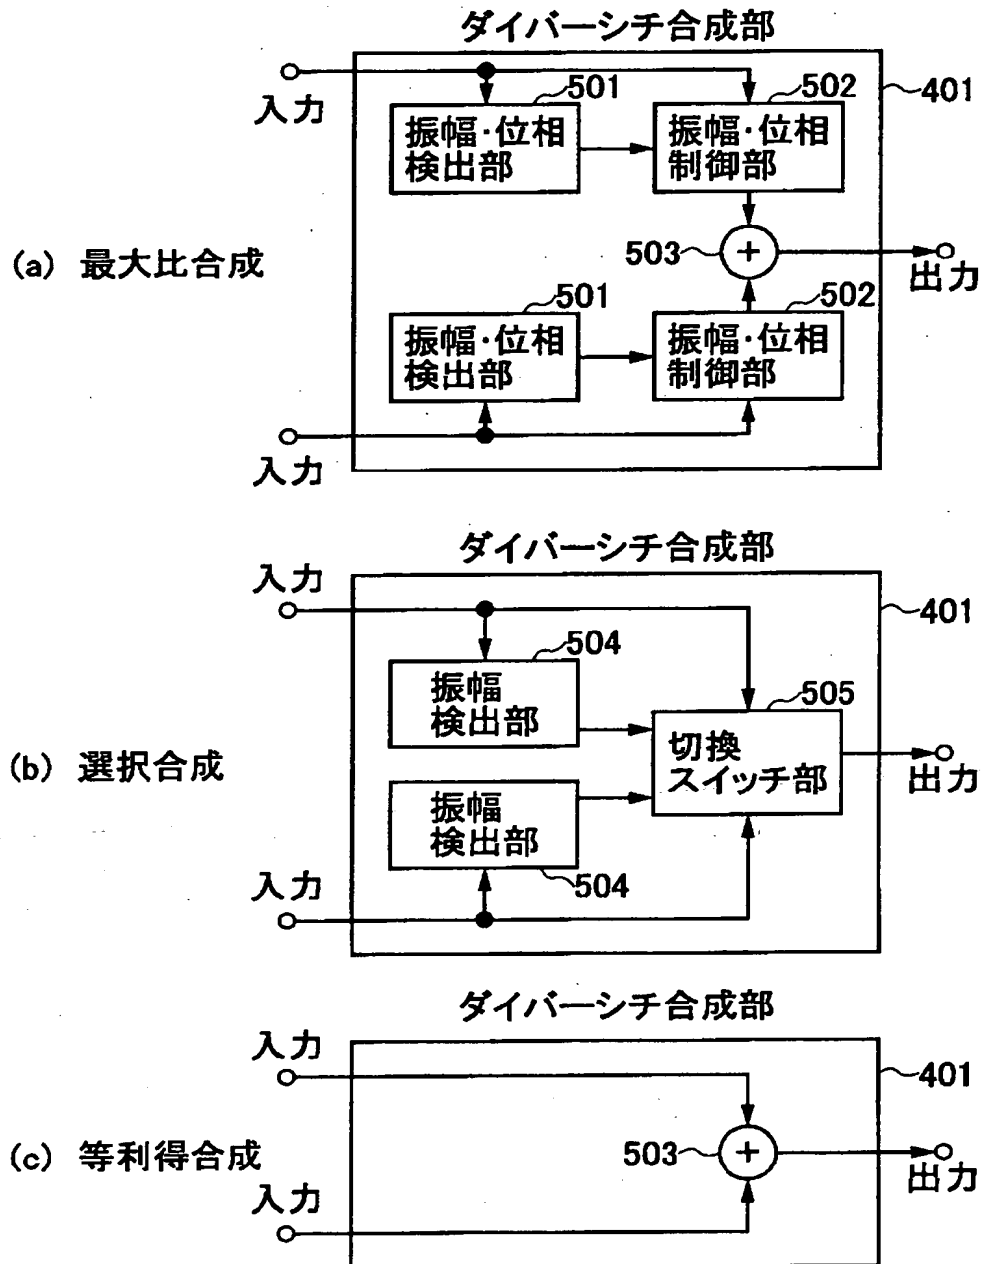 ダイバーシチ合成部
入力
501
502
401
振幅・位相
検出部
振幅・位相
制御部
(a) 最大比合成
503
+
出力
501
502
振幅・位相
検出部
振幅・位相
制御部
入力
ダイバーシチ合成部
入力
401
504
振幅
検出部
505
切換
スイッチ部
(b) 選択合成
出力
振幅
検出部
504
入力
ダイバーシチ合成部
入力
401
(c) 等利得合成
503
+
出力
入力